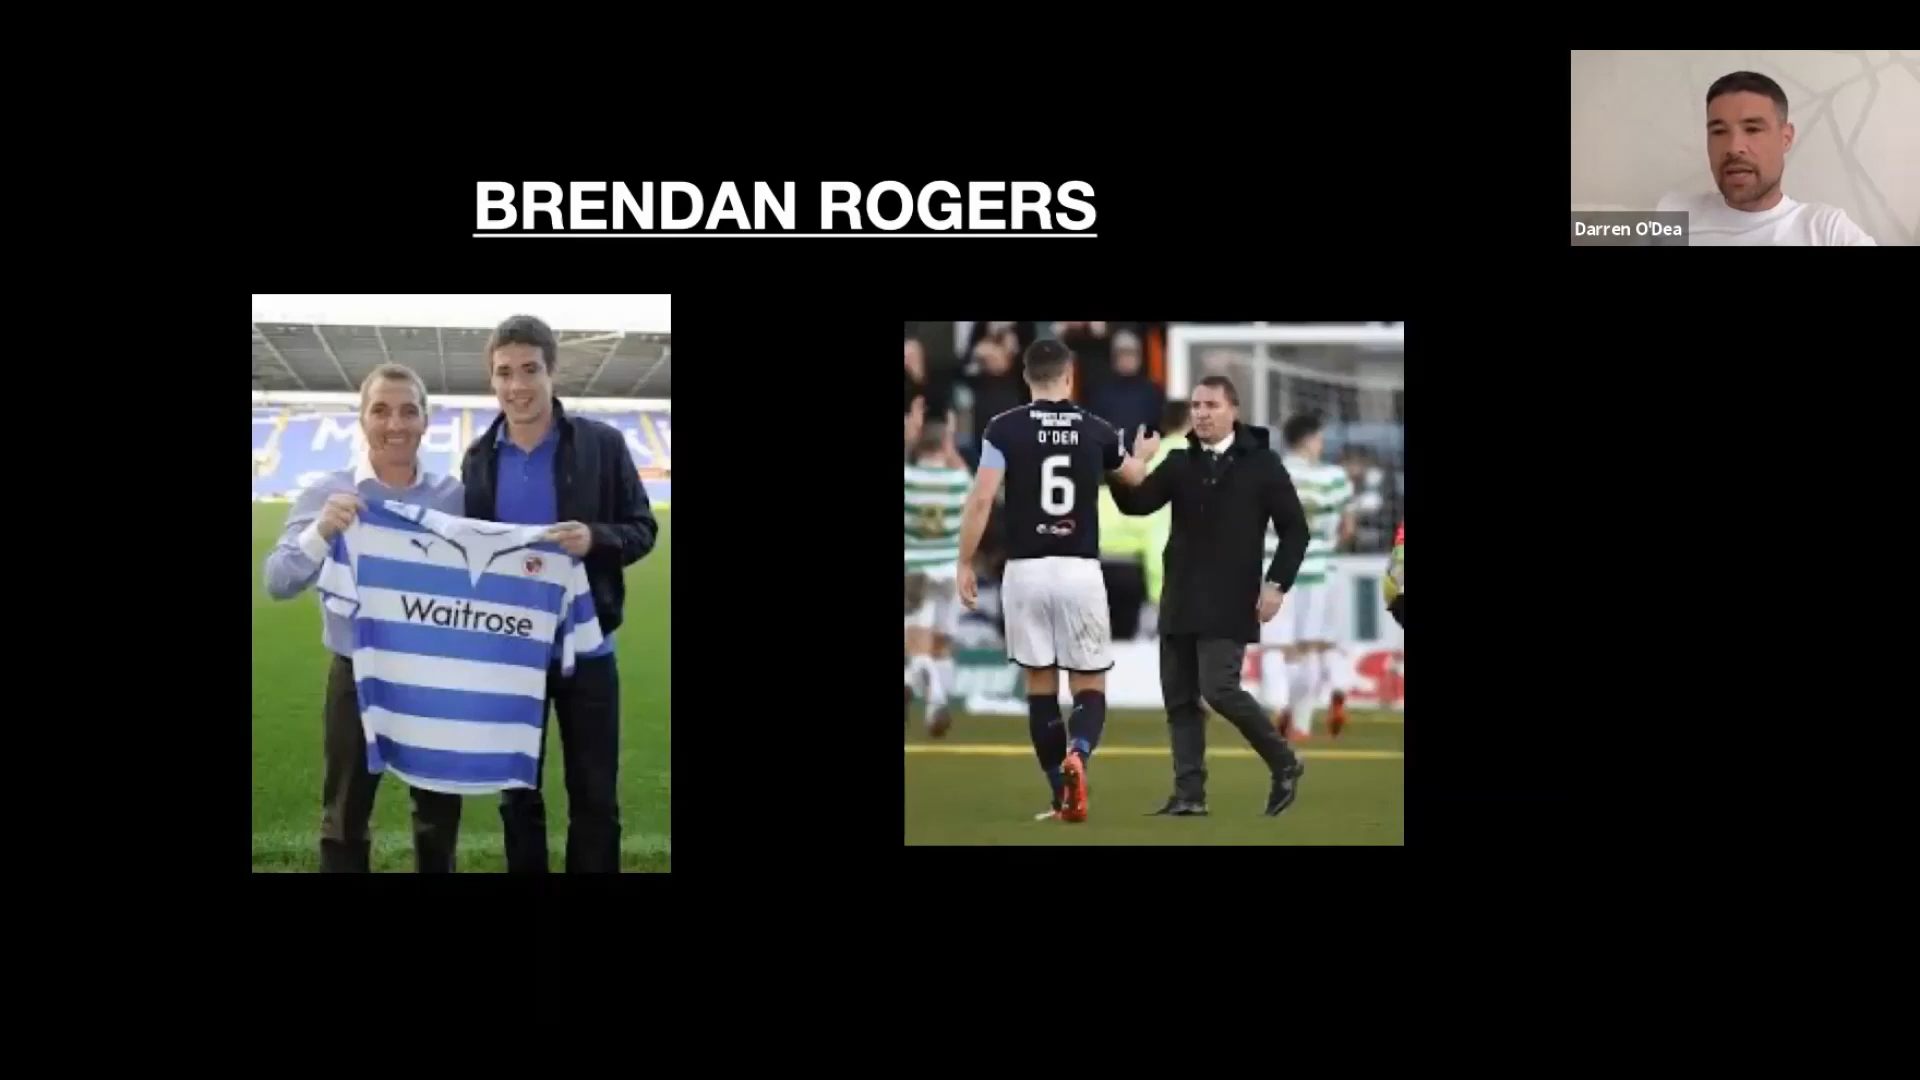 BRENDAN ROGERS
Darren O'Dea
Waitrose
O'DEA
6